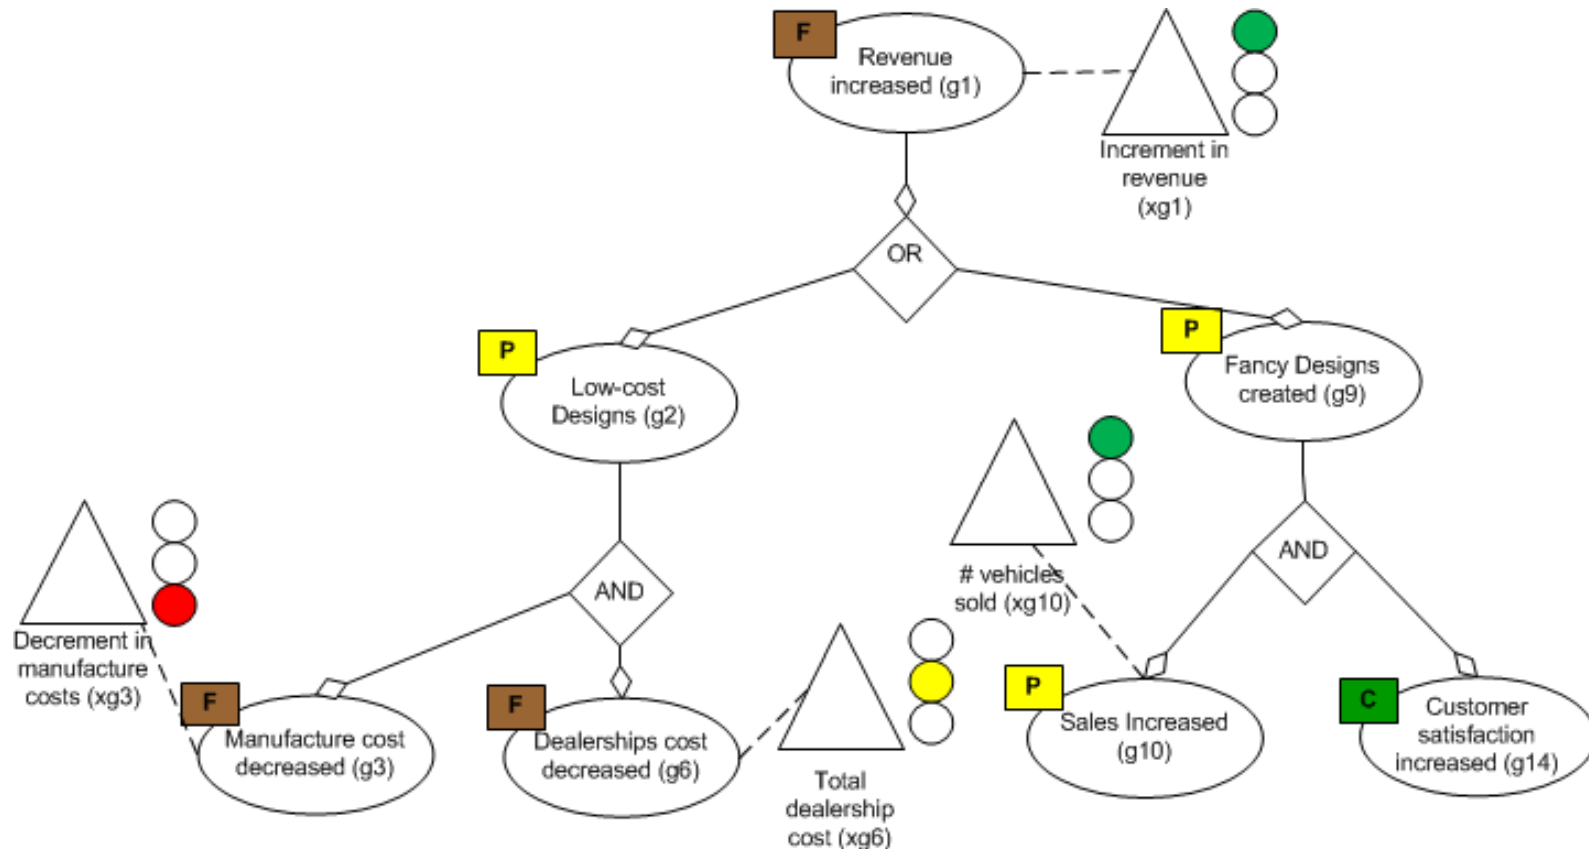 F
Revenue
increased (g1)
Increment in
revenue
(xg1)
OR
P
Low-cost
Designs (g2)
P
Fancy Designs
created (g9)
Decrement in
manufacture
costs (xg3)
AND
# vehicles
sold (xg10)
AND
F
Manufacture cost
decreased (g3)
F
Dealerships cost
decreased (g6)
Total
dealership
cost (xg6)
P
Sales Increased
(g10)
C
Customer
satisfaction
increased (g14)